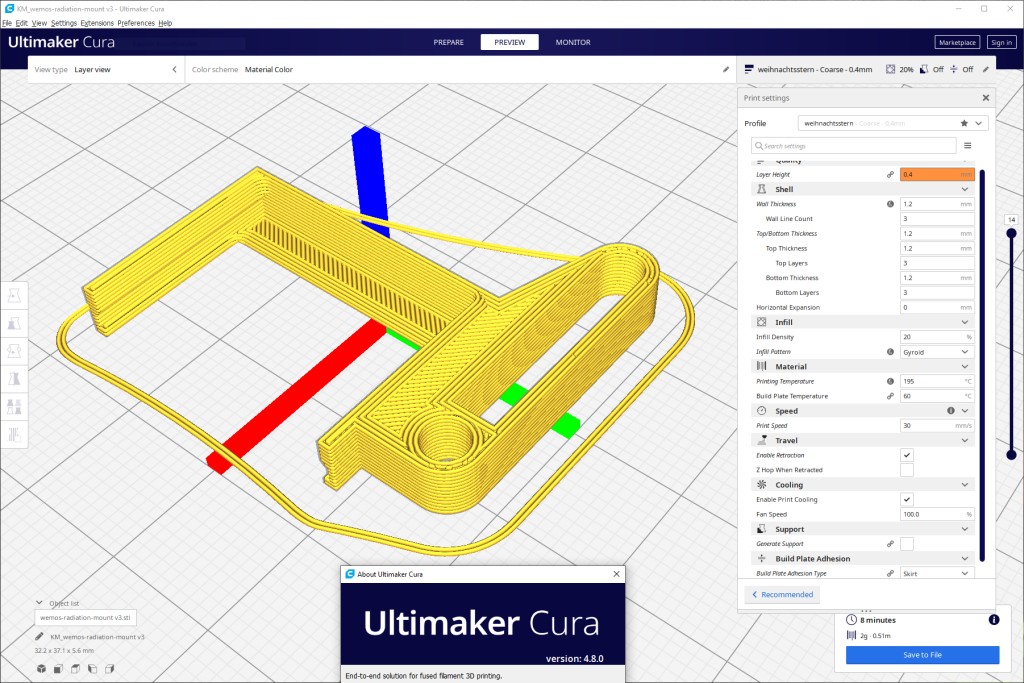 KM_wemos-radiation-mount v3 - Ultimaker Cura
File Edit View Settings Extensions Preferences Help
Ultimaker Cura
PREPARE PREVIEW MONITOR
Marketplace Sign in
View type Layer view
Color scheme Material Color
weihnachtsstern - Coarse - 0.4mm 20% Off Off
Print settings
Profile weihnachtsstern - Coarse - 0.4mm
Search settings
Quality
Layer Height 0.4 mm
Shell
Wall Thickness 1.2 mm
Wall Line Count 3
Top/Bottom Thickness 1.2 mm
Top Thickness 1.2 mm
Top Layers 3
Bottom Thickness 1.2 mm
Bottom Layers 3
Horizontal Expansion 0 mm
Infill
Infill Density 20 %
Infill Pattern Gyroid
Material
Printing Temperature 195 °C
Build Plate Temperature 60 °C
Speed
Print Speed 30 mm/s
Travel
Enable Retraction
Z Hop When Retracted
Cooling
Enable Print Cooling
Fan Speed 100.0 %
Support
Generate Support
Build Plate Adhesion
Build Plate Adhesion Type Skirt
Recommended
14
8 minutes
2g · 0.51m
Save to File
Object list
wemos-radiation-mount v3.stl
KM_wemos-radiation-mount v3
32.2 x 37.1 x 5.6 mm
About Ultimaker Cura
Ultimaker Cura
version: 4.8.0
End-to-end solution for fused filament 3D printing.